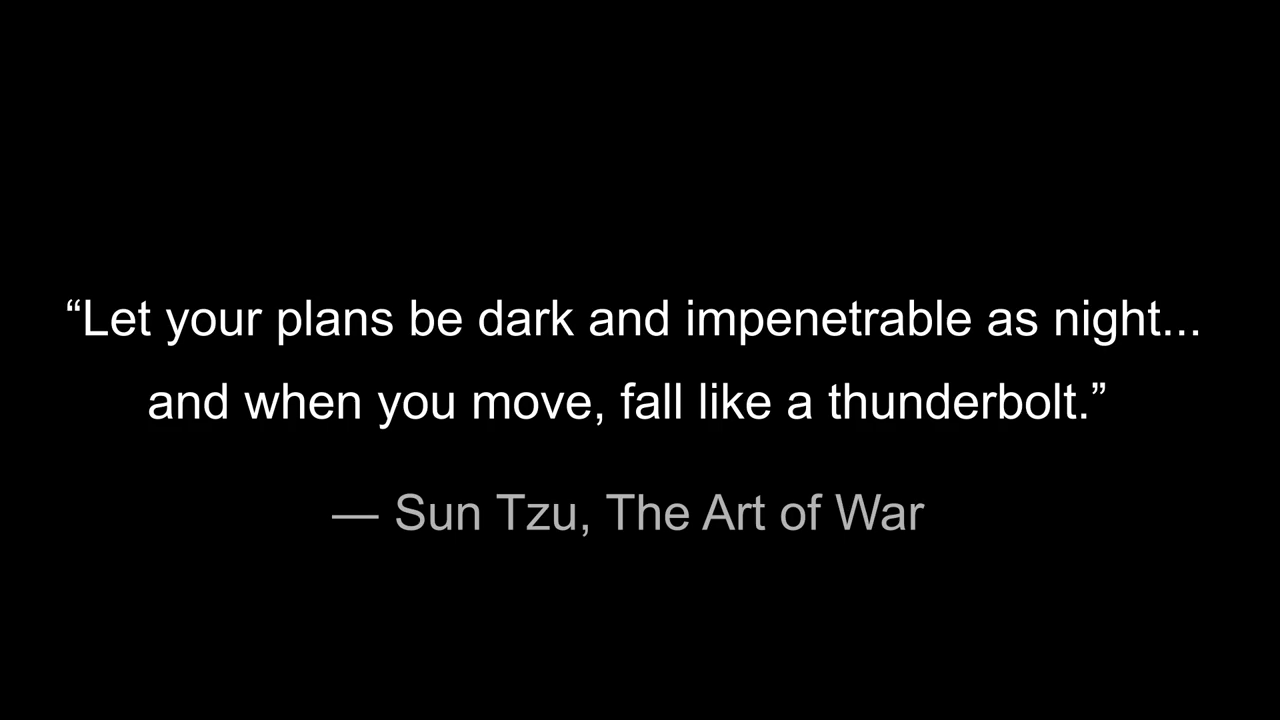 “Let your plans be dark and impenetrable as night...
and when you move, fall like a thunderbolt.”
— Sun Tzu, The Art of War